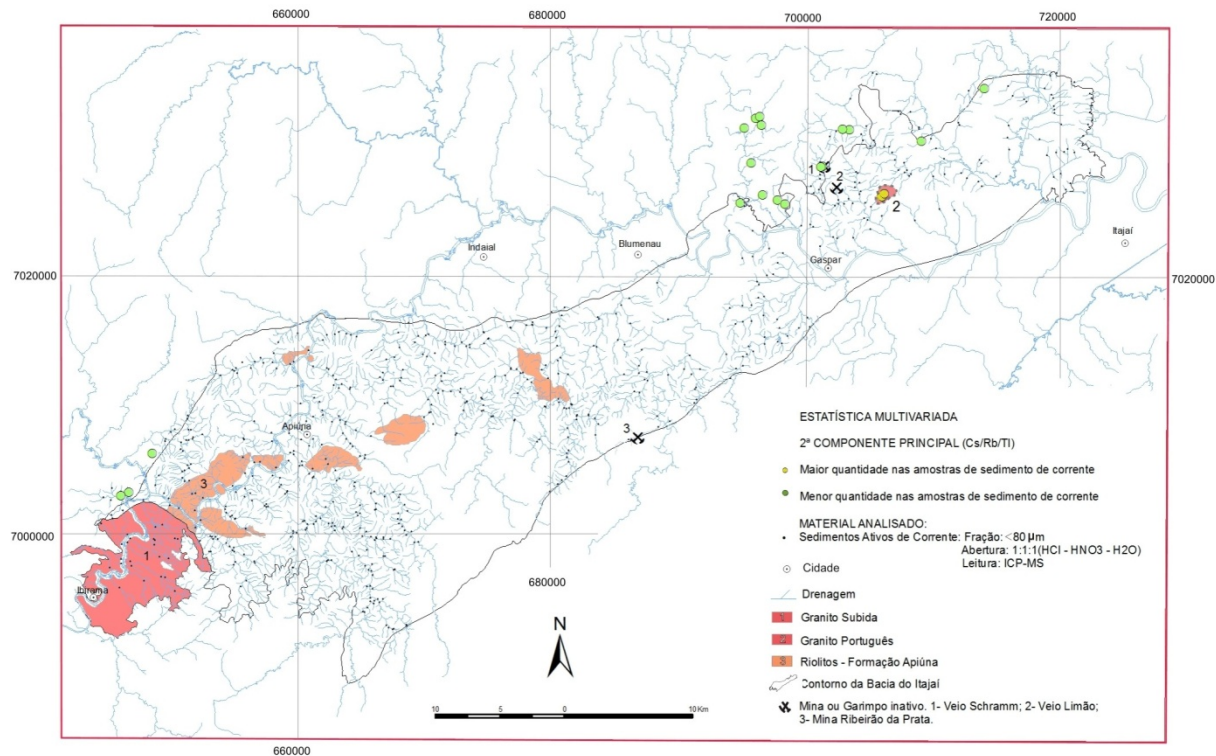 660000
680000
700000
720000
1
2
2
Itajaí
Indaial
Blumenau
Gaspar
7020000
7020000
ESTATÍSTICA MULTIVARIADA
Apiúna
3
2ª COMPONENTE PRINCIPAL (Cs/Rb/Tl)
Maior quantidade nas amostras de sedimento de corrente
3
Menor quantidade nas amostras de sedimento de corrente
MATERIAL ANALISADO:
7000000
Sedimentos Ativos de Corrente: Fração: <80 µm
Abertura: 1:1:1(HCl - HNO3 - H2O)
1
Leitura: ICP-MS
680000
Cidade
Ibirama
Drenagem
1 Granito Subida
N
2 Granito Português
3 Riolitos - Formação Apiúna
Contorno da Bacia do Itajaí
Mina ou Garimpo inativo. 1- Veio Schramm; 2- Veio Limão;
10 5 0 10 Km
3- Mina Ribeirão da Prata.
660000